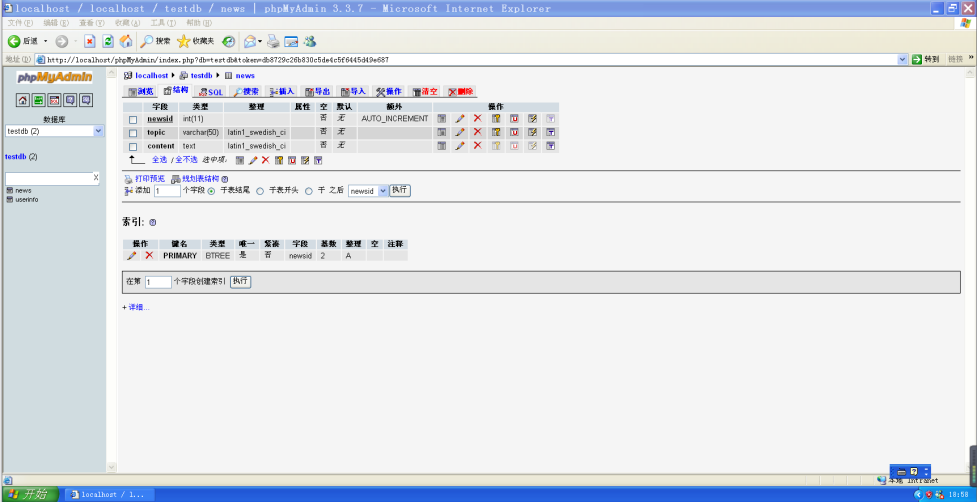 localhost / localhost / testdb / news | phpMyAdmin 3.3.7 - Microsoft Internet Explorer
文件(F) 编辑(E) 查看(V) 收藏(A) 工具(T) 帮助(H)
后退 搜索 收藏夹
地址(D) http://localhost/phpMyAdmin/index.php?db=testdb&token=db8729c26b830c5de4c5f6445d49e687 转到 链接 »
phpMyAdmin
数据库
testdb (2)
testdb (2)
X
news
userinfo
localhost ▸ testdb ▸ news
浏览 结构 SQL 搜索 插入 导出 导入 操作 清空 删除
字段 类型 整理 属性 空 默认 额外 操作
newsid int(11) 否 无 AUTO_INCREMENT
topic varchar(50) latin1_swedish_ci 否 无
content text latin1_swedish_ci 否 无
全选 / 全不选 选中项:
打印预览 规划表结构
添加 1 个字段 于表结尾 于表开头 于 之后 newsid 执行
索引:
操作 键名 类型 唯一 紧凑 字段 基数 整理 空 注释
PRIMARY BTREE 是 否 newsid 2 A
在第 1 个字段创建索引 执行
+ 详细...
本地 Intranet
开始 localhost / l... 18:58